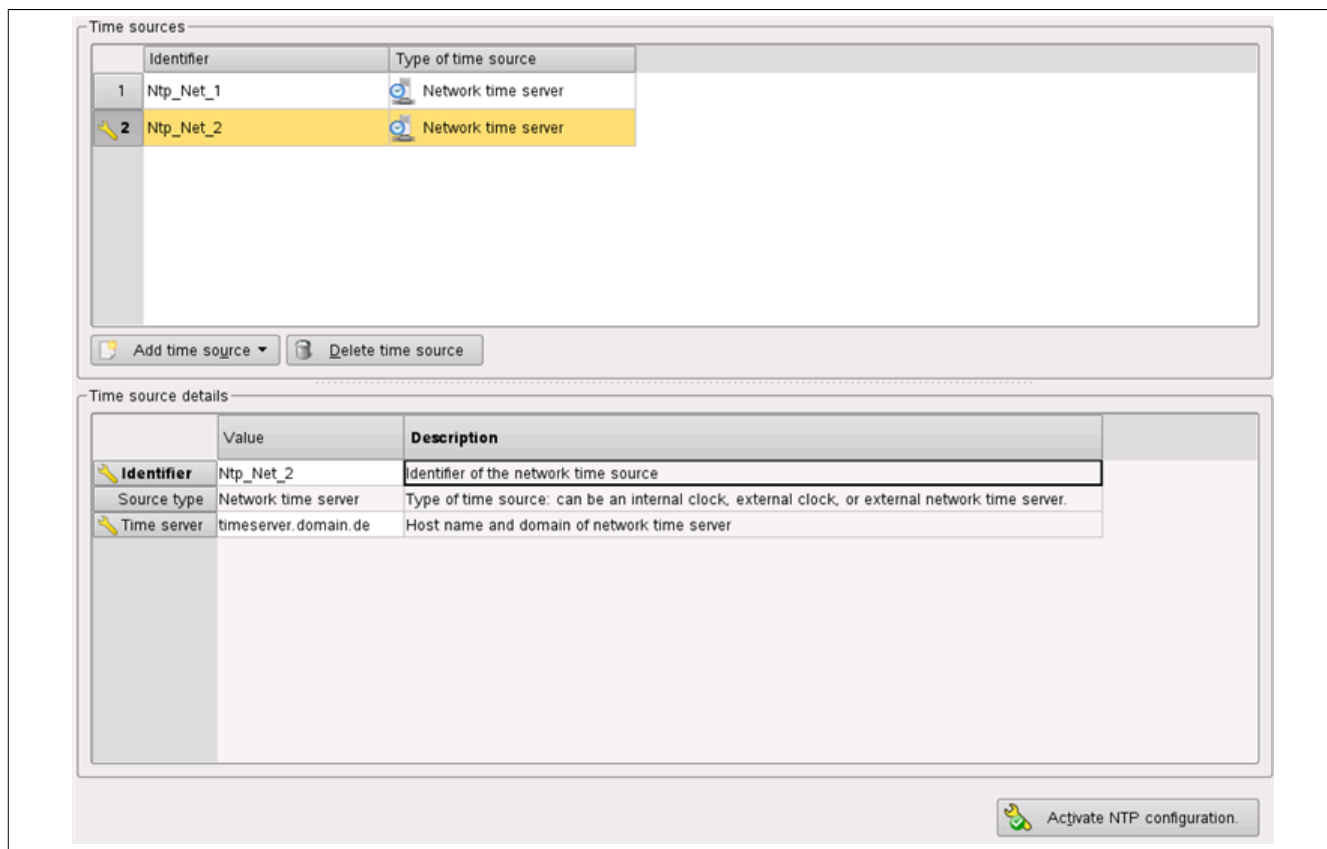 Time sources
Identifier Type of time source
1 Ntp_Net_1 Network time server
2 Ntp_Net_2 Network time server
Add time source Delete time source
Time source details
Value Description
Identifier Ntp_Net_2 Identifier of the network time source
Source type Network time server Type of time source: can be an internal clock, external clock, or external network time server.
Time server timeserver.domain.de Host name and domain of network time server
Activate NTP configuration.